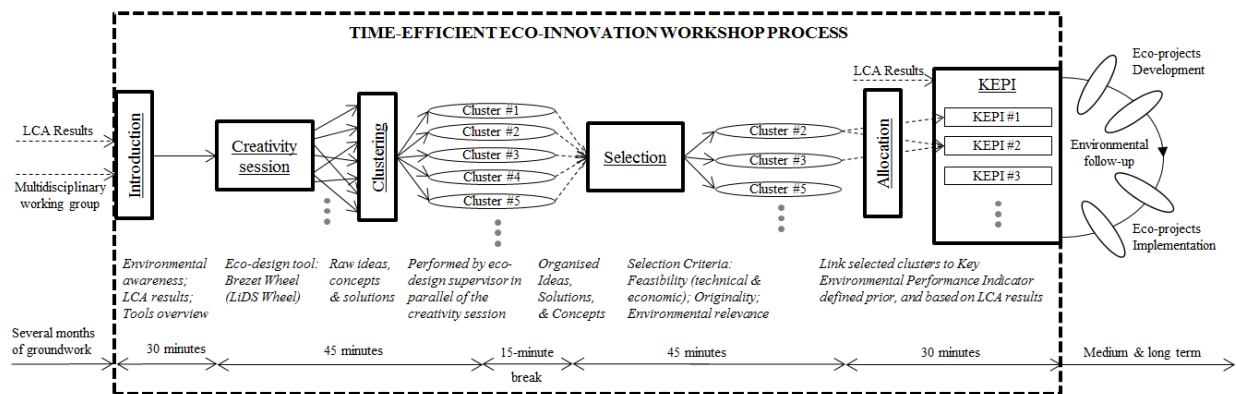 TIME-EFFICIENT ECO-INNOVATION WORKSHOP PROCESS
LCA Results
Multidisciplinary
working group
Introduction
Creativity
session
Clustering
Cluster #1
Cluster #2
Cluster #3
Cluster #4
Cluster #5
Selection
Cluster #2
Cluster #3
Cluster #5
LCA Results
Allocation
KEPI
KEPI #1
KEPI #2
KEPI #3
Eco-projects
Development
Environmental
follow-up
Eco-projects
Implementation
Environmental
awareness;
LCA results;
Tools overview
Eco-design tool:
Brezet Wheel
(LiDS Wheel)
Raw ideas,
concepts
& solutions
Performed by eco-
design supervisor in
parallel of the
creativity session
Organised
Ideas,
Solutions,
& Concepts
Selection Criteria:
Feasibility (technical &
economic); Originality;
Environmental relevance
Link selected clusters to Key
Environmental Performance Indicator
defined prior, and based on LCA results
Several months
of groundwork
30 minutes
45 minutes
15-minute
break
45 minutes
30 minutes
Medium & long term